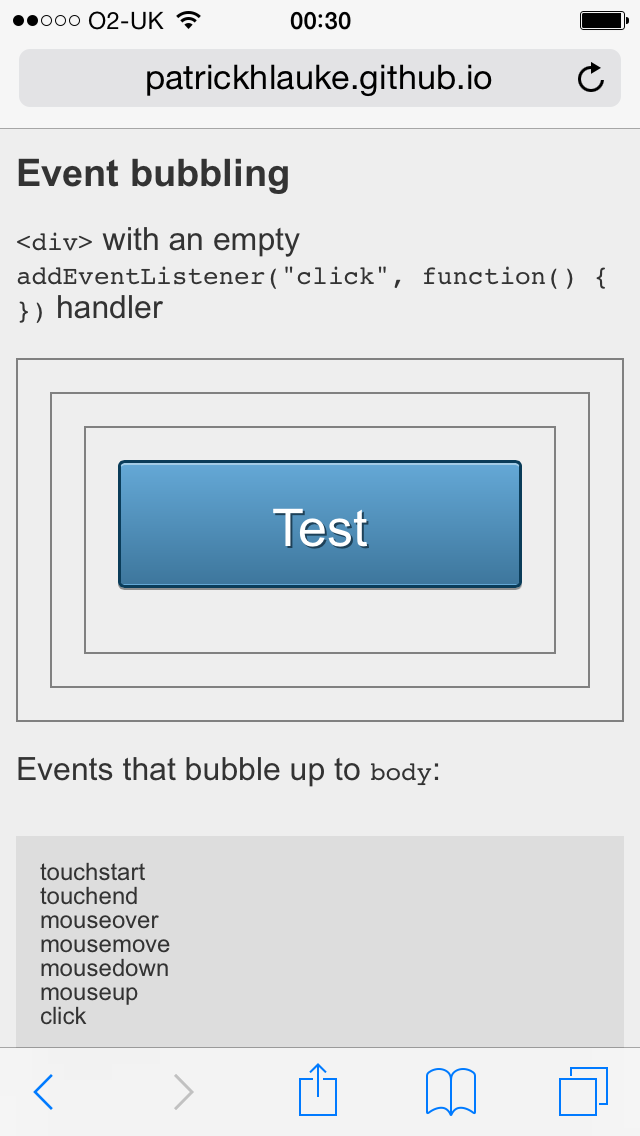 O2-UK 00:30
patrickhlauke.github.io
Event bubbling
<div> with an empty
addEventListener("click", function() {
}) handler
Test
Events that bubble up to body:
touchstart
touchend
mouseover
mousemove
mousedown
mouseup
click